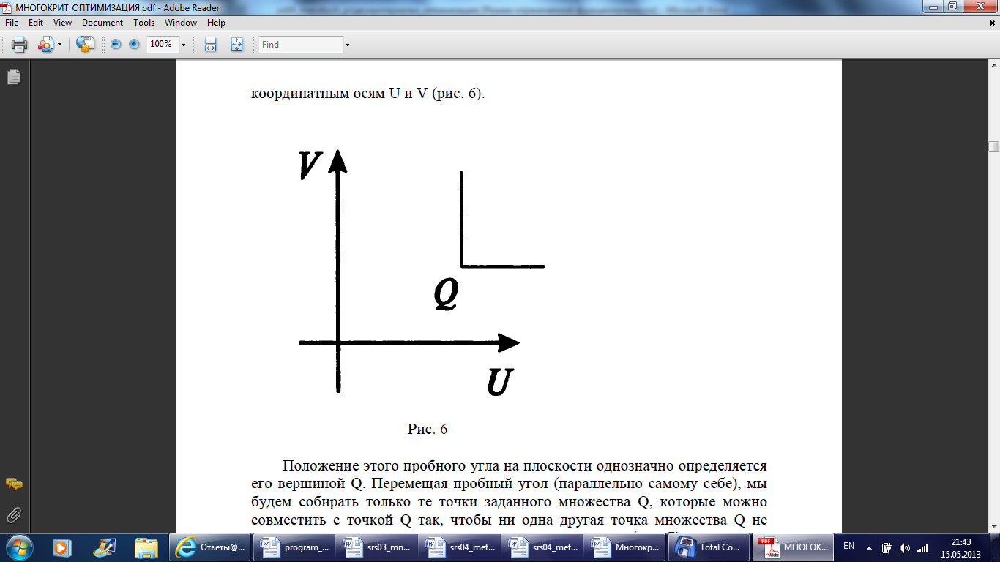 МНОГОКРИТ_ОПТИМИЗАЦИЯ.pdf - Adobe Reader
File Edit View Document Tools Window Help
100% Find
координатным осям U и V (рис. 6).
V
Q
U
Рис. 6
Положение этого пробного угла на плоскости однозначно определяется
его вершиной Q. Перемещая пробный угол (параллельно самому себе), мы
будем собирать только те точки заданного множества Q, которые можно
совместить с точкой Q так, чтобы ни одна другая точка множества Q не
Ответы@... program_... srs03_mn... srs04_met... srs04_met... Многокр... Total Co... МНОГОК... EN 21:43
15.05.2013